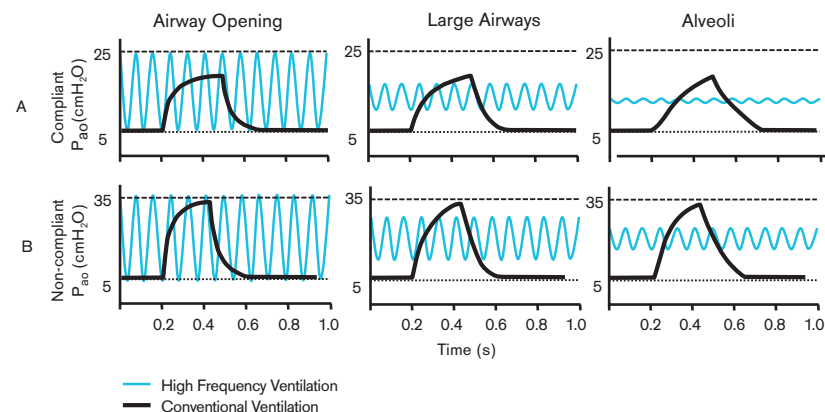 Airway Opening Large Airways Alveoli
A
Compliant
Pao(cmH2O)
25
5
25
5
25
5
B
Non-compliant
Pao (cmH2O)
35
5
35
5
35
5
0.2 0.4 0.6 0.8 1.0 0.2 0.4 0.6 0.8 1.0 0.2 0.4 0.6 0.8 1.0
Time (s)
High Frequency Ventilation
Conventional Ventilation